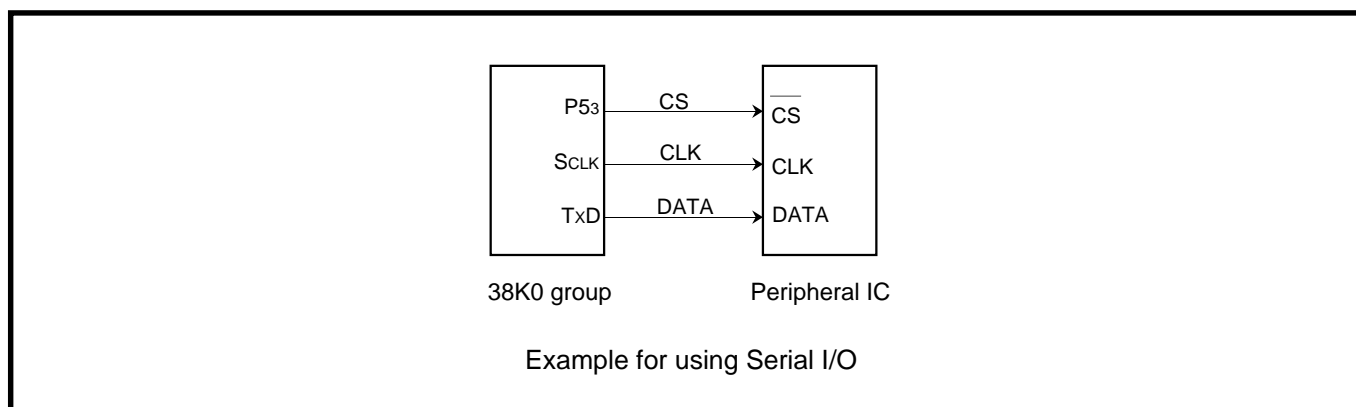 P53 CS CS
SCLK CLK CLK
TxD DATA DATA
38K0 group Peripheral IC
Example for using Serial I/O